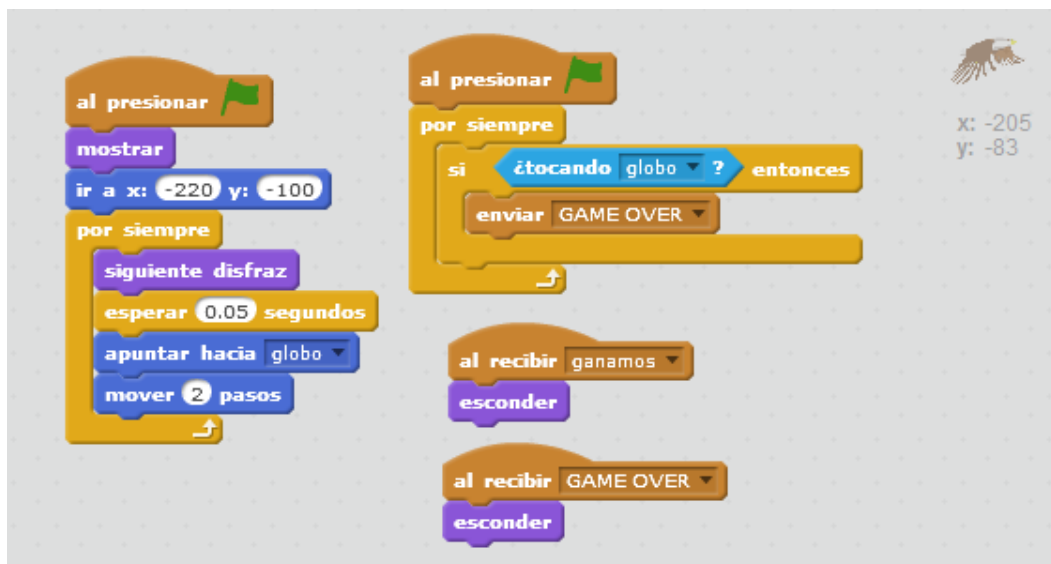 al presionar
mostrar
ir a x: -220 y: -100
por siempre
siguiente disfraz
esperar 0.05 segundos
apuntar hacia globo
mover 2 pasos
al presionar
por siempre
si ¿tocando globo ? entonces
enviar GAME OVER
al recibir ganamos
esconder
al recibir GAME OVER
esconder
x: -205
y: -83